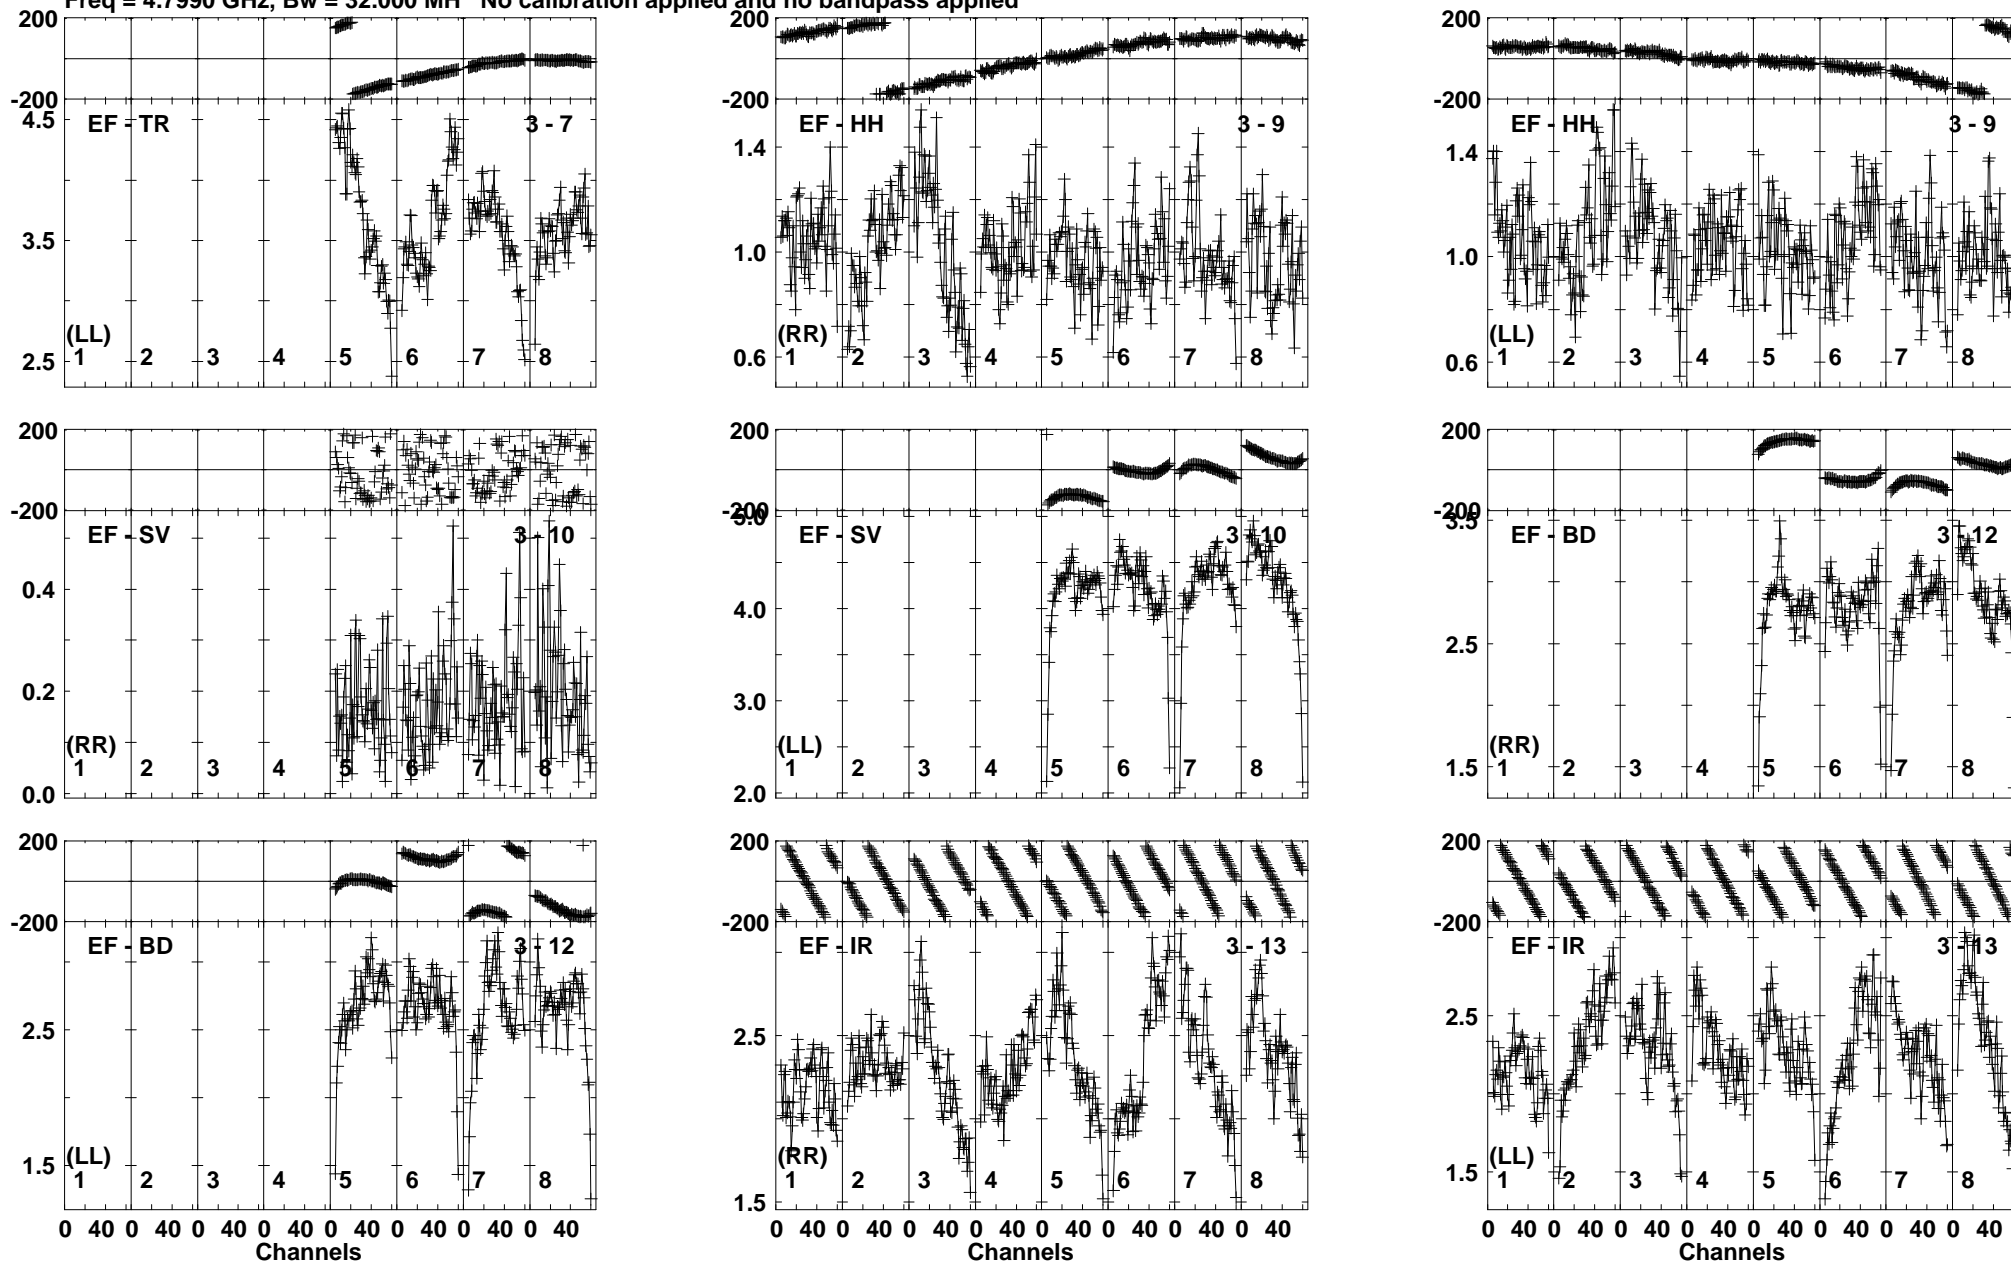 Freq = 4.7990 GHz, Bw = 32.000 MH No calibration applied and no bandpass applied
200
-200
4.5
3.5
2.5
EF - TR 3 - 7
(LL)
1 2 3 4 5 6 7 8
200
-200
1.4
1.0
0.6
EF - HH 3 - 9
(RR)
1 2 3 4 5 6 7 8
200
-200
1.4
1.0
0.6
EF - HH 3 - 9
(LL)
1 2 3 4 5 6 7 8
200
-200
0.4
0.2
0.0
EF - SV 3 - 10
(RR)
1 2 3 4 5 6 7 8
200
-200
5.0
4.0
3.0
2.0
EF - SV 3 - 10
(LL)
1 2 3 4 5 6 7 8
200
-200
3.5
2.5
1.5
EF - BD 3 - 12
(RR)
1 2 3 4 5 6 7 8
200
-200
2.5
1.5
EF - BD 3 - 12
(LL)
1 2 3 4 5 6 7 8
0 40 0 40 0 40 0 40 0 40 0 40 0 40 0 40
Channels
200
-200
2.5
1.5
EF - IR 3 - 13
(RR)
1 2 3 4 5 6 7 8
0 40 0 40 0 40 0 40 0 40 0 40 0 40 0 40
Channels
200
-200
2.5
1.5
EF - IR 3 - 13
(LL)
1 2 3 4 5 6 7 8
0 40 0 40 0 40 0 40 0 40 0 40 0 40 0 40
Channels